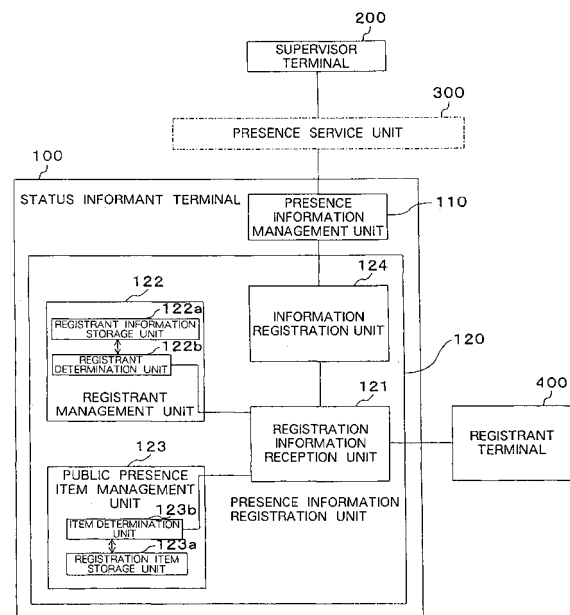 200
SUPERVISOR
TERMINAL
300
PRESENCE SERVICE UNIT
100
STATUS INFORMANT TERMINAL
PRESENCE
INFORMATION
MANAGEMENT UNIT
110
122
122a
REGISTRANT INFORMATION
STORAGE UNIT
122b
REGISTRANT
DETERMINATION UNIT
REGISTRANT
MANAGEMENT UNIT
124
INFORMATION
REGISTRATION UNIT
120
121
REGISTRATION
INFORMATION
RECEPTION UNIT
400
REGISTRANT
TERMINAL
123
PUBLIC PRESENCE
ITEM MANAGEMENT
UNIT
123b
ITEM DETERMINATION
UNIT
123a
REGISTRATION ITEM
STORAGE UNIT
PRESENCE INFORMATION
REGISTRATION UNIT